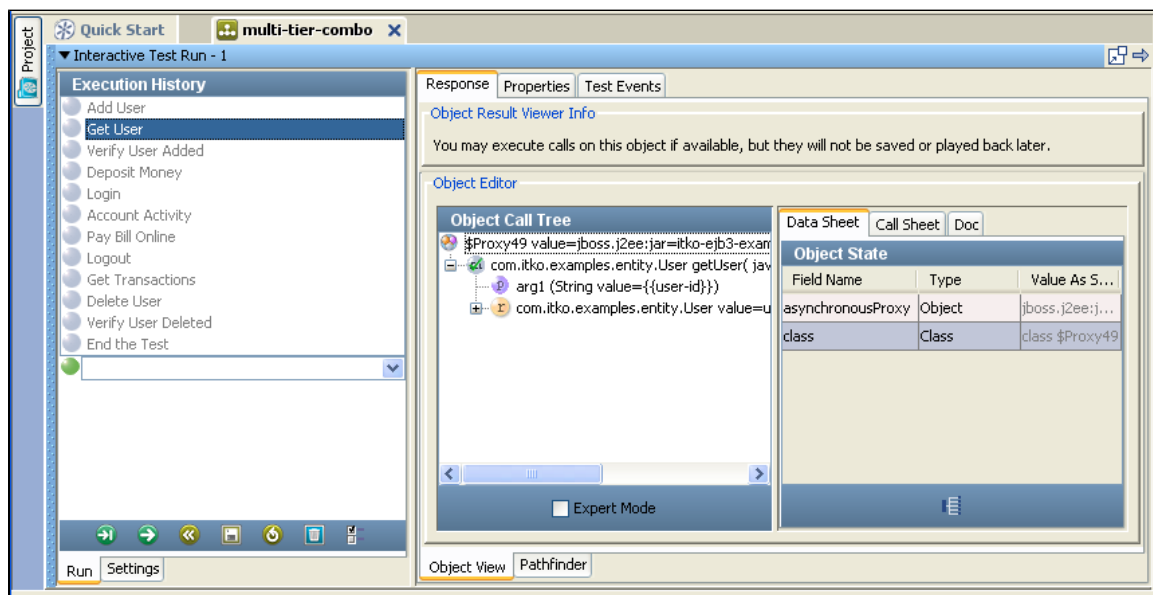 Project
Quick Start
multi-tier-combo
Interactive Test Run - 1
Execution History
Add User
Get User
Verify User Added
Deposit Money
Login
Account Activity
Pay Bill Online
Logout
Get Transactions
Delete User
Verify User Deleted
End the Test
Run
Settings
Response
Properties
Test Events
Object Result Viewer Info
You may execute calls on this object if available, but they will not be saved or played back later.
Object Editor
Object Call Tree
$Proxy49 value=jboss.j2ee:jar=itko-ejb3-exam
com.itko.examples.entity.User getUser( jav
arg1 (String value={{user-id}})
com.itko.examples.entity.User value=u
Expert Mode
Data Sheet
Call Sheet
Doc
Object State
Field Name Type Value As S...
asynchronousProxy Object jboss.j2ee:j...
class Class class $Proxy49
Object View
Pathfinder